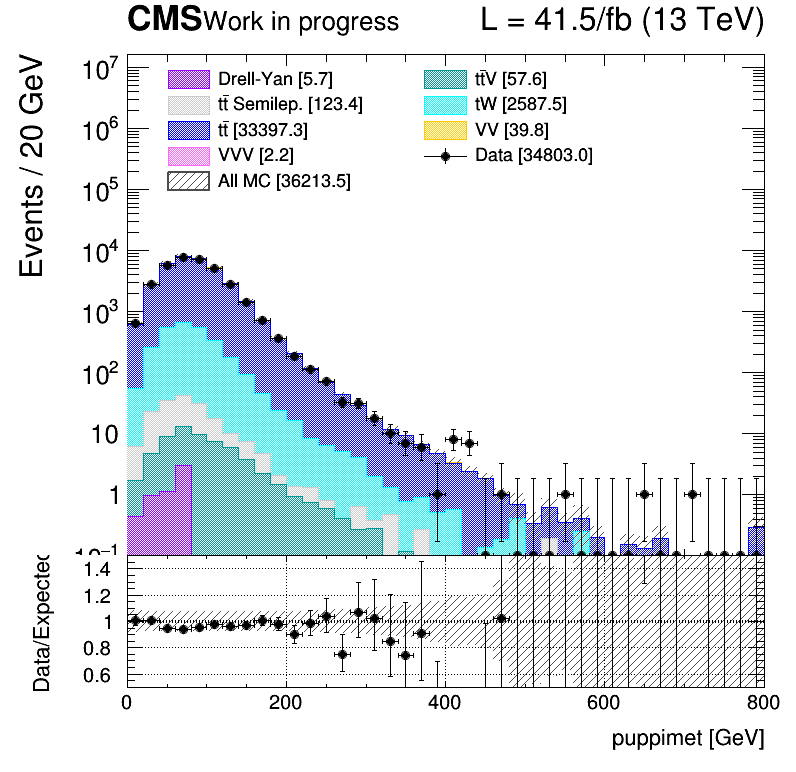 CMS Work in progress L = 41.5/fb (13 TeV)
Events / 20 GeV
Drell-Yan [5.7] tt̄V [57.6]
tt̄ Semilep. [123.4] tW [2587.5]
tt̄ [33397.3] VV [39.8]
VVV [2.2] Data [34803.0]
All MC [36213.5]
10⁷
10⁶
10⁵
10⁴
10³
10²
10
1
10⁻¹
Data/Expected
1.4
1.2
1
0.8
0.6
0 200 400 600 800
puppimet [GeV]